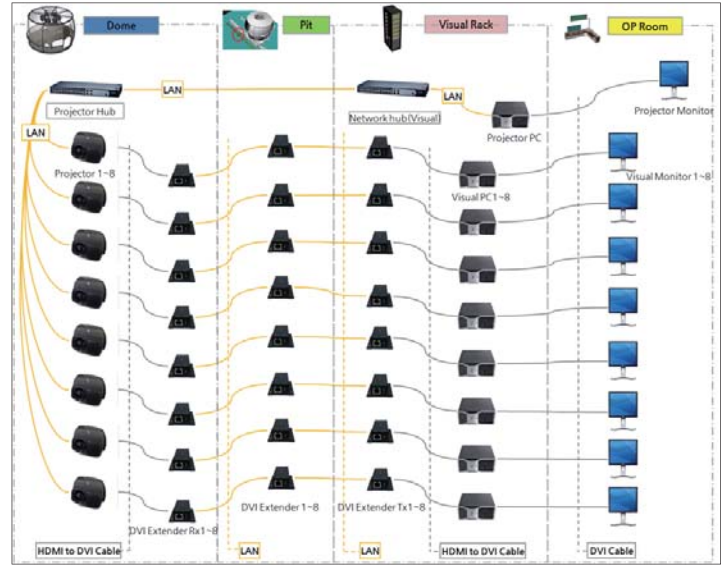 Dome
Pit
Visual Rack
OP Room
LAN
LAN
Projector Hub
Network hub(Visual)
Projector PC
Projector Monitor
LAN
Projector 1~8
Visual PC1~8
Visual Monitor 1~8
DVI Extender Rx1~8
DVI Extender 1~8
DVI Extender Tx1~8
HDMI to DVI Cable
LAN
LAN
HDMI to DVI Cable
DVI Cable